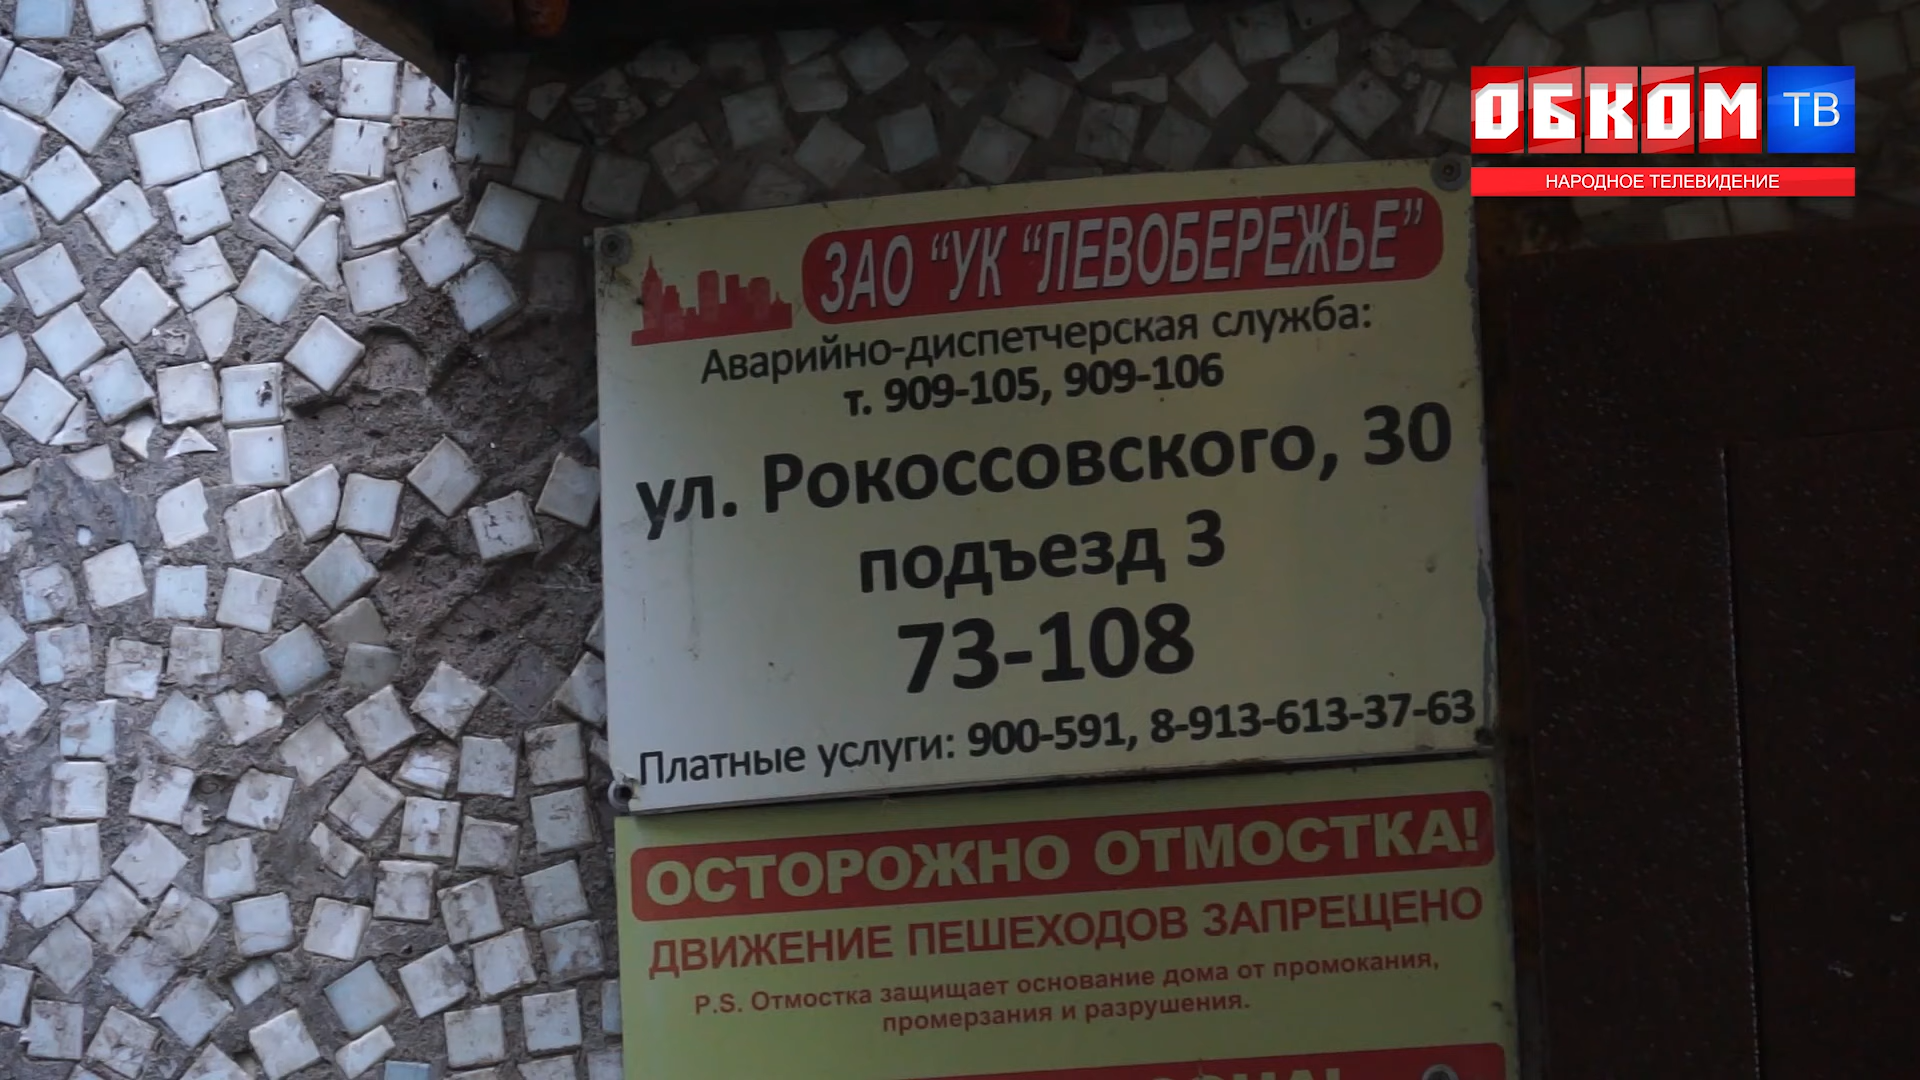 ОБКОМ ТВ
НАРОДНОЕ ТЕЛЕВИДЕНИЕ
ЗАО “УК “ЛЕВОБЕРЕЖЬЕ”
Аварийно-диспетчерская служба:
т. 909-105, 909-106
ул. Рокоссовского, 30
подъезд 3
73-108
Платные услуги: 900-591, 8-913-613-37-63
ОСТОРОЖНО ОТМОСТКА!
ДВИЖЕНИЕ ПЕШЕХОДОВ ЗАПРЕЩЕНО
P.S. Отмостка защищает основание дома от промокания,
промерзания и разрушения.